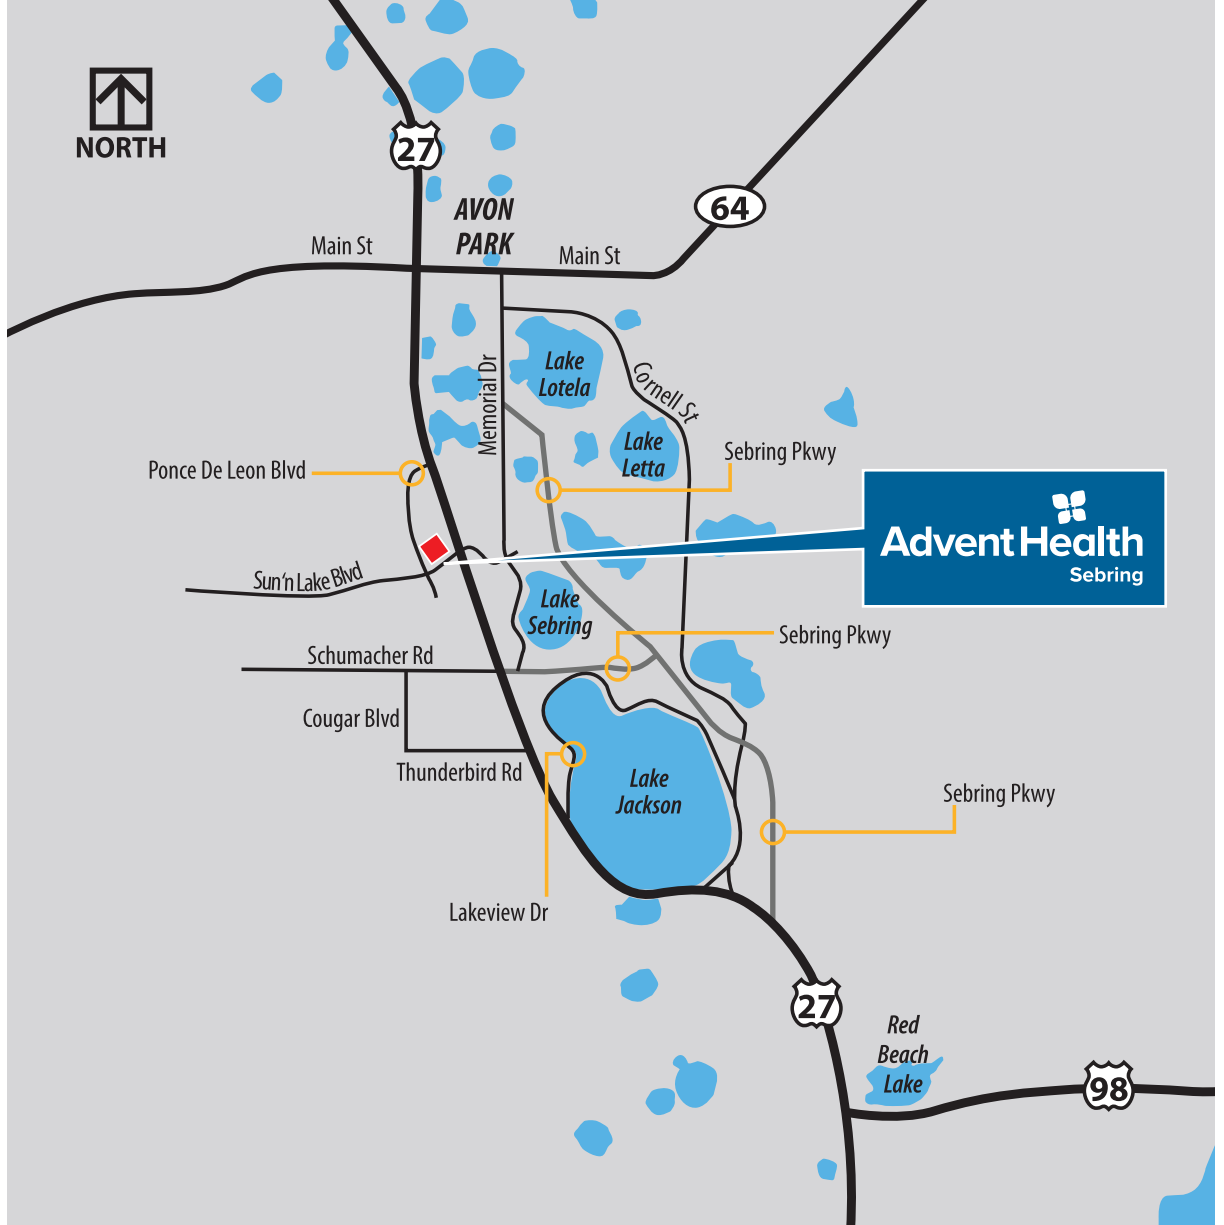 NORTH
27
AVON
PARK
64
Main St
Main St
Lake
Lotela
Memorial Dr
Cornell St
Lake
Letta
Sebring Pkwy
Ponce De Leon Blvd
AdventHealth
Sebring
Sun'n Lake Blvd
Lake
Sebring
Sebring Pkwy
Schumacher Rd
Cougar Blvd
Thunderbird Rd
Lake
Jackson
Sebring Pkwy
Lakeview Dr
27
Red
Beach
Lake
98